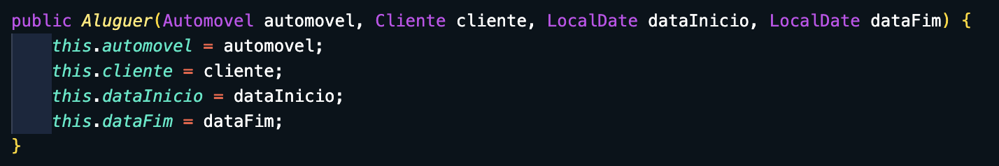 public Aluguer(Automovel automovel, Cliente cliente, LocalDate dataInicio, LocalDate dataFim) {
this.automovel = automovel;
this.cliente = cliente;
this.dataInicio = dataInicio;
this.dataFim = dataFim;
}